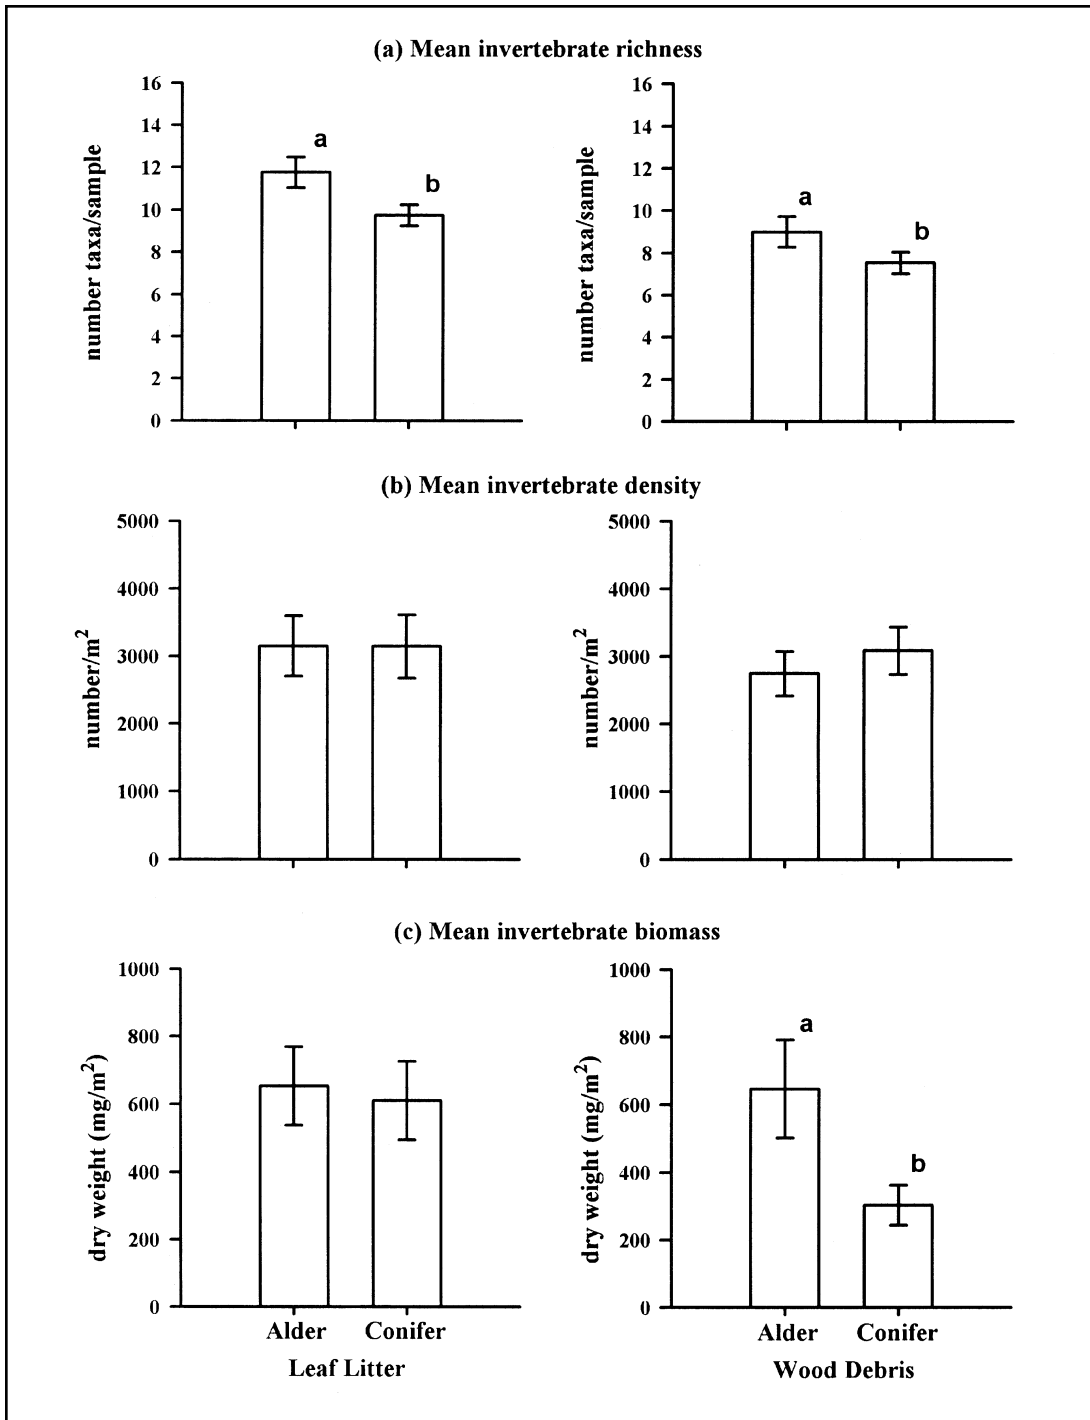 (a) Mean invertebrate richness
number taxa/sample
16
14
12
10
8
6
4
2
0
a
b
number taxa/sample
16
14
12
10
8
6
4
2
0
a
b
(b) Mean invertebrate density
number/m²
5000
4000
3000
2000
1000
0
number/m²
5000
4000
3000
2000
1000
0
(c) Mean invertebrate biomass
dry weight (mg/m²)
1000
800
600
400
200
0
Alder Conifer
Leaf Litter
dry weight (mg/m²)
1000
800
600
400
200
0
a
b
Alder Conifer
Wood Debris